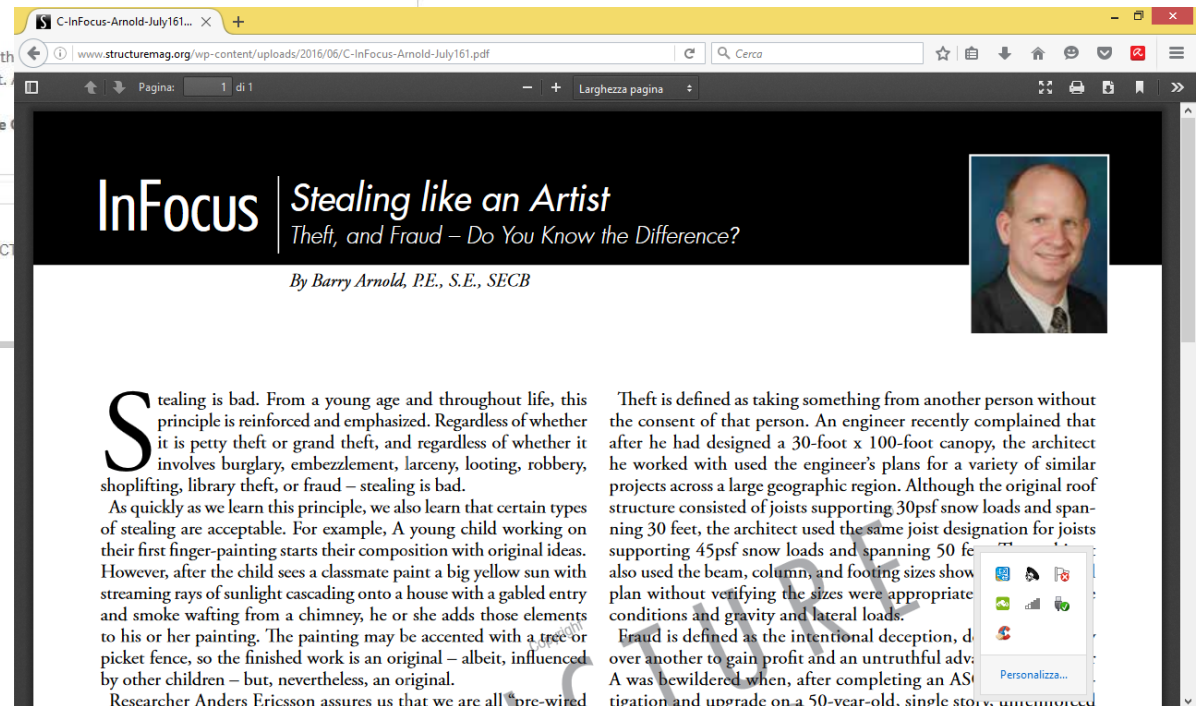 C-InFocus-Arnold-July161...
th
www.structuremag.org/wp-content/uploads/2016/06/C-InFocus-Arnold-July161.pdf
Cerca
Pagina: 1 di 1
Larghezza pagina
InFocus
Stealing like an Artist
Theft, and Fraud – Do You Know the Difference?
By Barry Arnold, P.E., S.E., SECB
Stealing is bad. From a young age and throughout life, this
principle is reinforced and emphasized. Regardless of whether
it is petty theft or grand theft, and regardless of whether it
involves burglary, embezzlement, larceny, looting, robbery,
shoplifting, library theft, or fraud – stealing is bad.
As quickly as we learn this principle, we also learn that certain types
of stealing are acceptable. For example, A young child working on
their first finger-painting starts their composition with original ideas.
However, after the child sees a classmate paint a big yellow sun with
streaming rays of sunlight cascading onto a house with a gabled entry
and smoke wafting from a chimney, he or she adds those elements
to his or her painting. The painting may be accented with a tree or
picket fence, so the finished work is an original – albeit, influenced
by other children – but, nevertheless, an original.
Researcher Anders Ericsson assures us that we are all “pre-wired
Theft is defined as taking something from another person without
the consent of that person. An engineer recently complained that
after he had designed a 30-foot x 100-foot canopy, the architect
he worked with used the engineer’s plans for a variety of similar
projects across a large geographic region. Although the original roof
structure consisted of joists supporting 30psf snow loads and span-
ning 30 feet, the architect used the same joist designation for joists
supporting 45psf snow loads and spanning 50
also used the beam, column, and footing sizes
plan without verifying the sizes were appropriate
conditions and gravity and lateral loads.
Fraud is defined as the intentional deception,
over another to gain profit and an untruthful
A was bewildered when, after completing an
tigation and upgrade on a 50-year-old, single story, unreinforced
Copyright
CTURE
Personalizza...